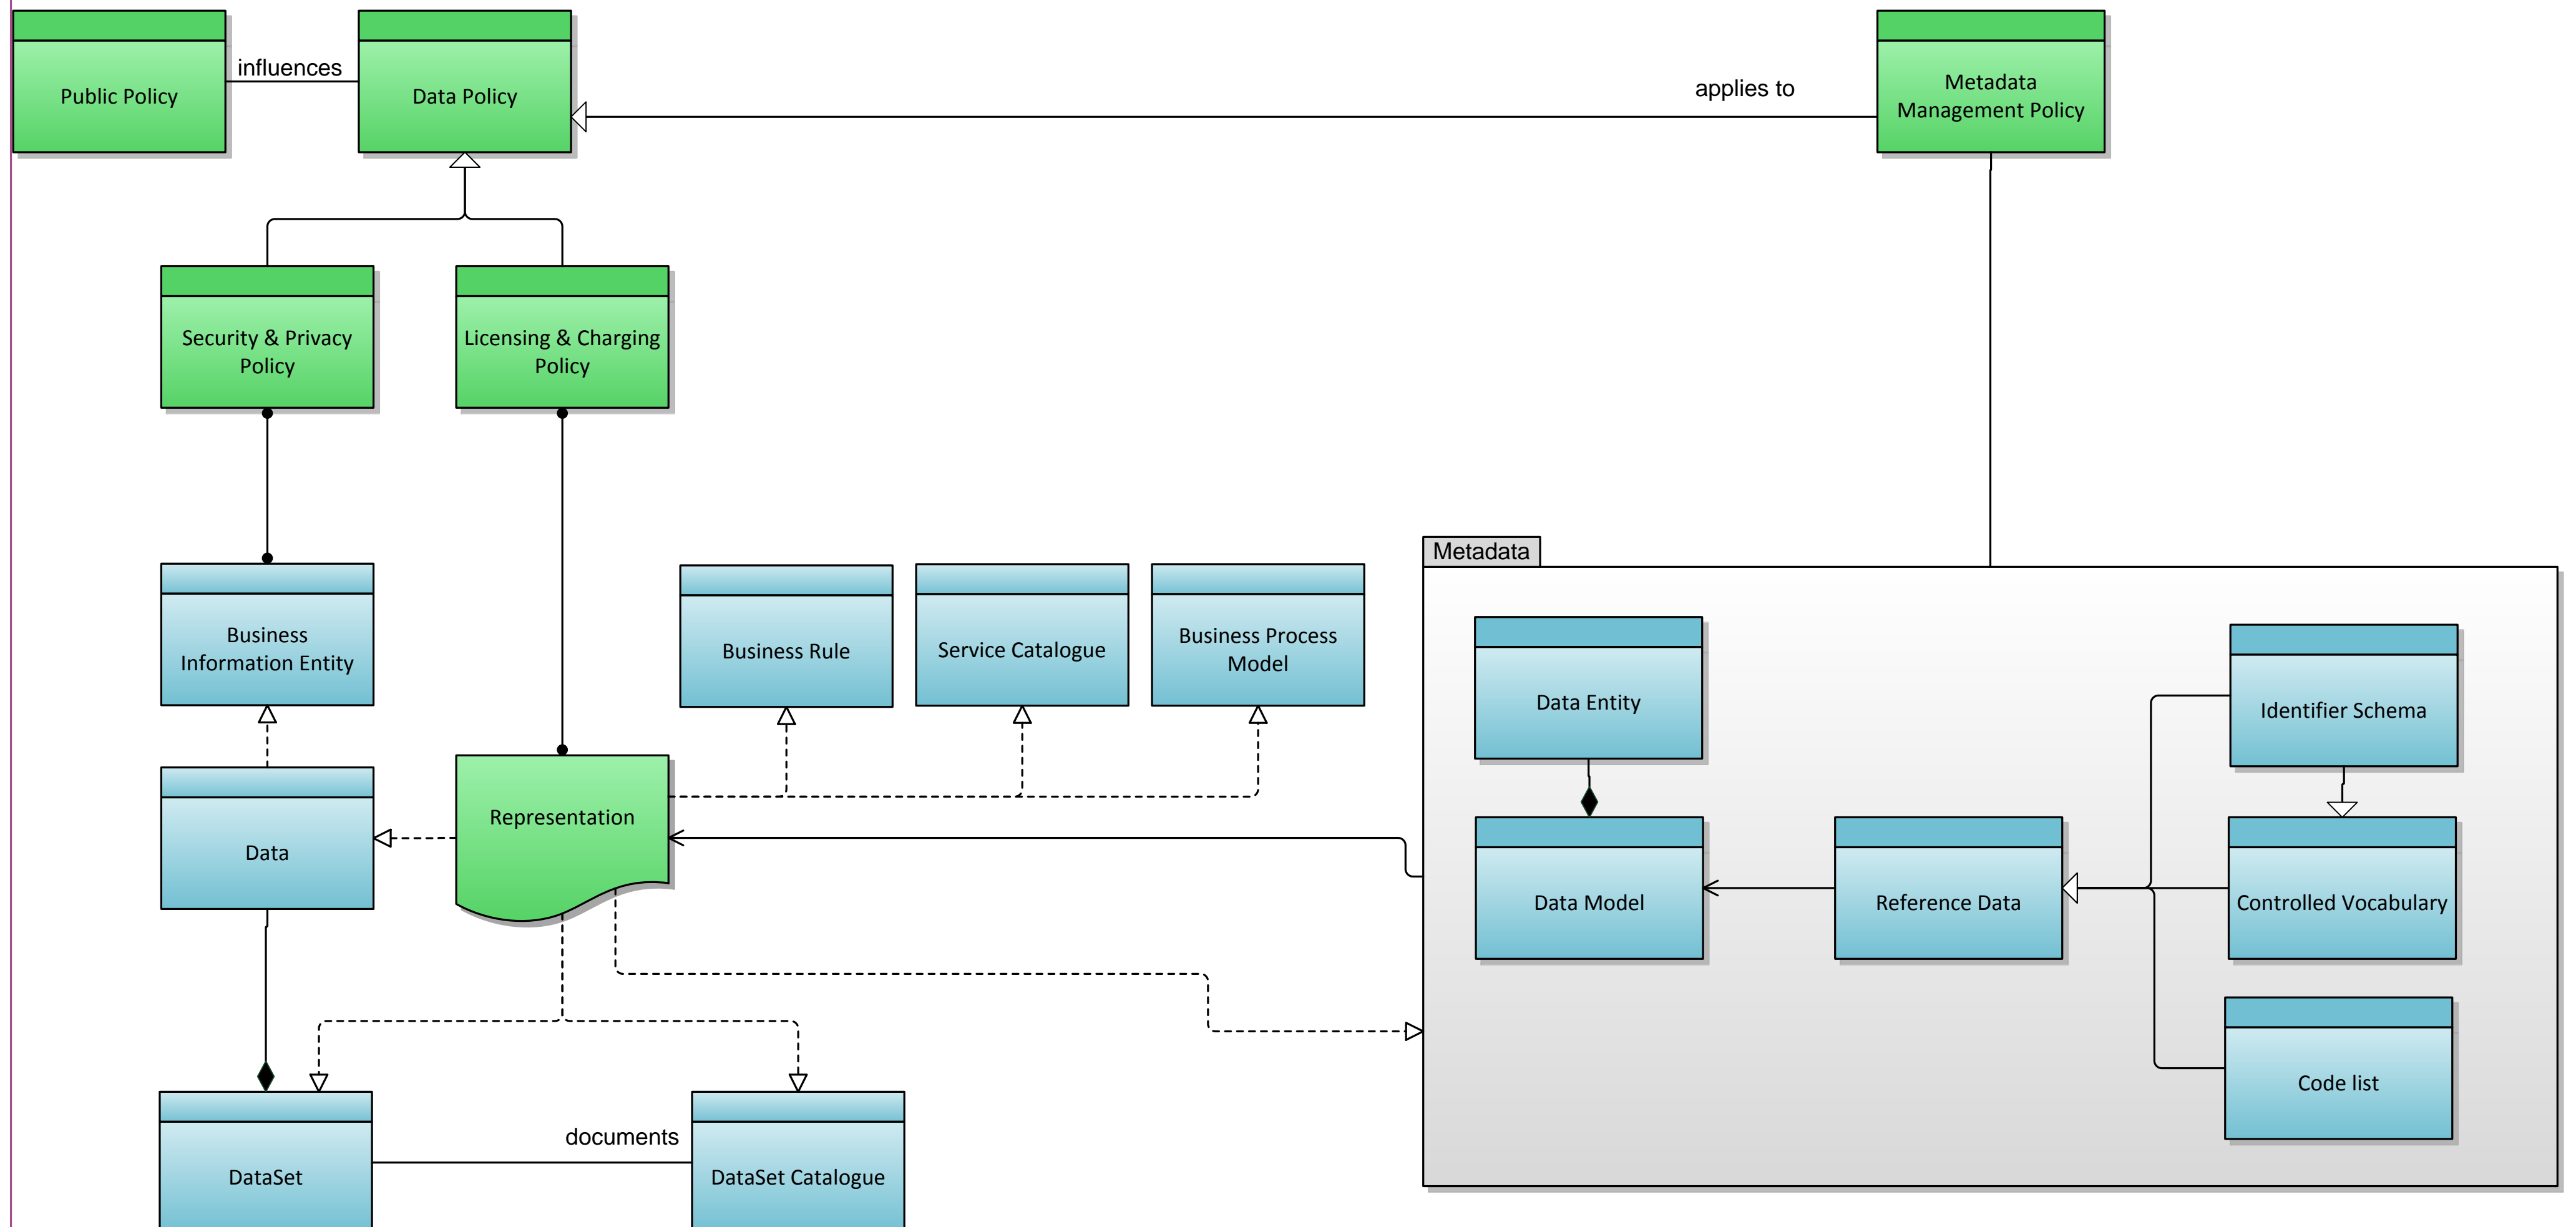 Public Policy
influences
Data Policy
applies to
Metadata
Management Policy
Security & Privacy
Policy
Licensing & Charging
Policy
Metadata
Business
Information Entity
Business Rule
Service Catalogue
Business Process
Model
Data Entity
Identifier Schema
Data
Representation
Data Model
Reference Data
Controlled Vocabulary
Code list
DataSet
documents
DataSet Catalogue